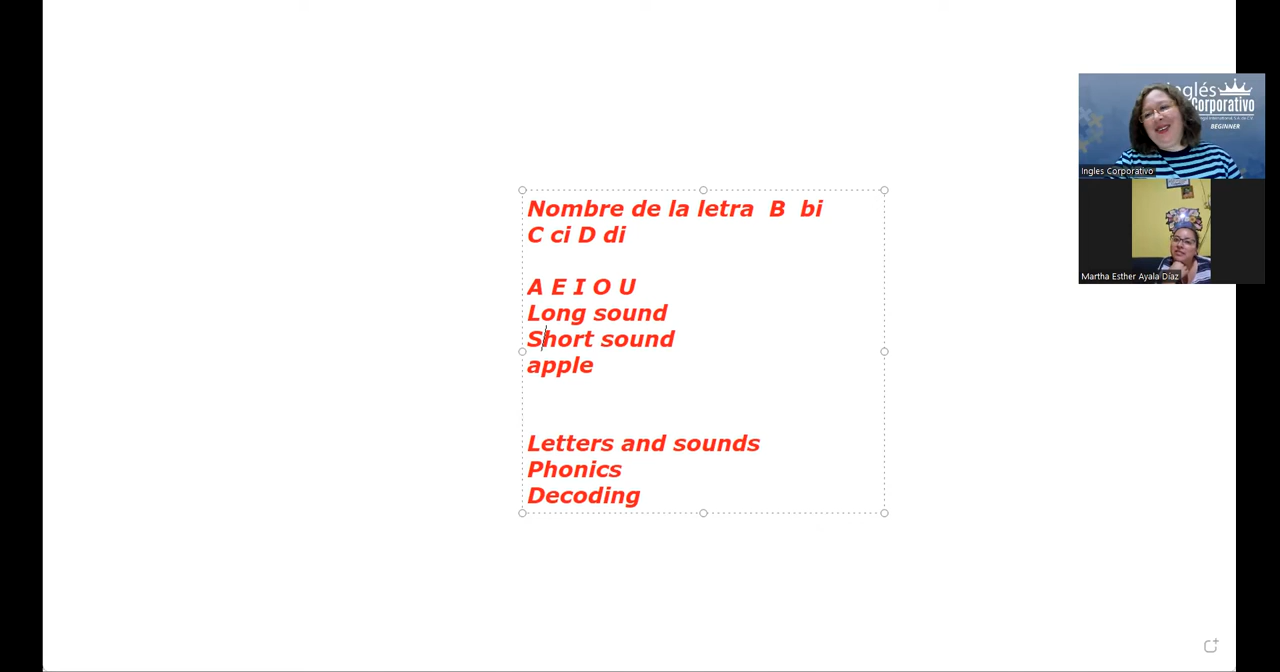 Nombre de la letra B bi
C ci D di
A E I O U
Long sound
Short sound
apple
Letters and sounds
Phonics
Decoding
inglés
Corporativo
BEGINNER
Ingles Corporativo
Martha Esther Ayala Díaz